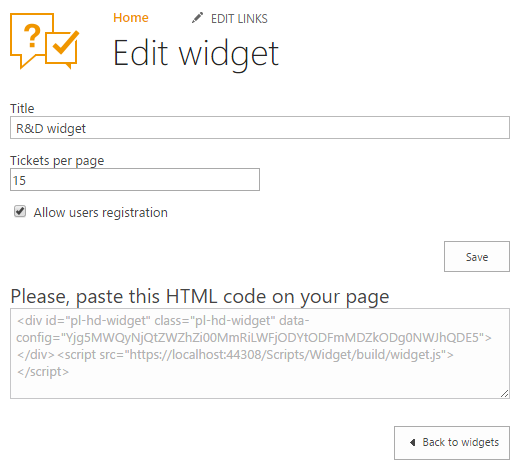 Home EDIT LINKS
Edit widget
Title
R&D widget
Tickets per page
15
Allow users registration
Save
Please, paste this HTML code on your page
<div id="pl-hd-widget" class="pl-hd-widget" data-
config="Yjg5MWQyNjQtZWZhZi00MmRiLWFjODYtODFmMDZkODg0NWJhQDE5">
</div><script src="https://localhost:44308/Scripts/Widget/build/widget.js">
</script>
Back to widgets